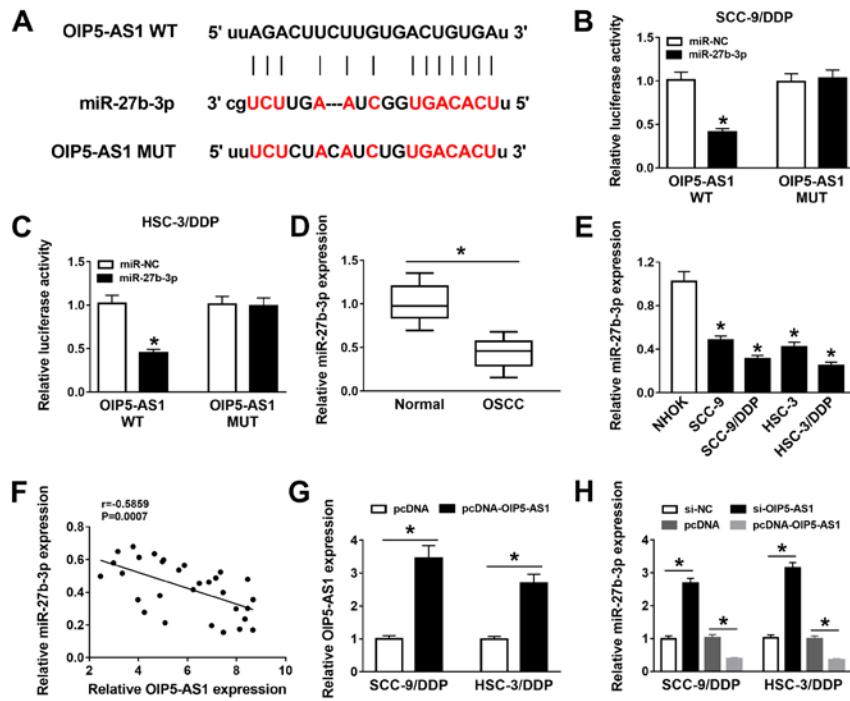 A
OIP5-AS1 WT 5' uuAGACUUCUUGUGACUGUGAu 3'
miR-27b-3p 3' cgUCUUUGA---AUCGGUGACACUu 5'
OIP5-AS1 MUT 5' uuUCUCUACAUCUGUGACACUu 3'
B
SCC-9/DDP
miR-NC
miR-27b-3p
Relative luciferase activity
1.5
1.0
0.5
0.0
*
OIP5-AS1 WT
OIP5-AS1 MUT
C
HSC-3/DDP
miR-NC
miR-27b-3p
Relative luciferase activity
1.5
1.0
0.5
0.0
*
OIP5-AS1 WT
OIP5-AS1 MUT
D
Relative miR-27b-3p expression
1.5
1.0
0.5
0.0
*
Normal OSCC
E
Relative miR-27b-3p expression
1.2
0.8
0.4
0.0
* * * *
NHOK SCC-9 SCC-9/DDP HSC-3 HSC-3/DDP
F
r=-0.5859
P=0.0007
Relative miR-27b-3p expression
0.8
0.6
0.4
0.2
0.0
2 4 6 8 10
Relative OIP5-AS1 expression
G
pcDNA pcDNA-OIP5-AS1
Relative OIP5-AS1 expression
4
3
2
1
0
* *
SCC-9/DDP HSC-3/DDP
H
si-NC si-OIP5-AS1
pcDNA pcDNA-OIP5-AS1
Relative miR-27b-3p expression
4
3
2
1
0
* * * *
SCC-9/DDP HSC-3/DDP